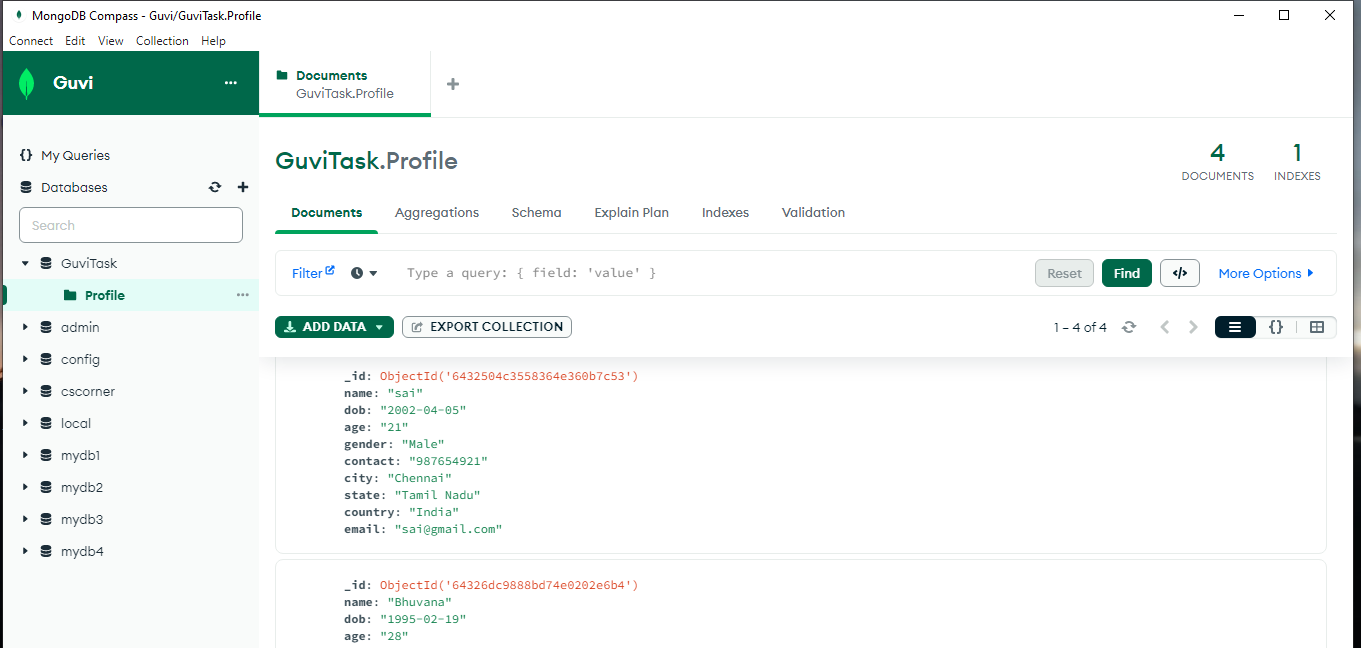 MongoDB Compass - Guvi/GuviTask.Profile
Connect Edit View Collection Help
Guvi ...
Documents
GuviTask.Profile
+
{} My Queries
Databases
Search
GuviTask
Profile ...
admin
config
cscorner
local
mydb1
mydb2
mydb3
mydb4
GuviTask.Profile
4
DOCUMENTS
1
INDEXES
Documents Aggregations Schema Explain Plan Indexes Validation
Filter Type a query: { field: 'value' } Reset Find </> More Options
ADD DATA EXPORT COLLECTION 1 – 4 of 4 {}
_id: ObjectId('6432504c3558364e360b7c53')
name: "sai"
dob: "2002-04-05"
age: "21"
gender: "Male"
contact: "987654921"
city: "Chennai"
state: "Tamil Nadu"
country: "India"
email: "sai@gmail.com"
_id: ObjectId('64326dc9888bd74e0202e6b4')
name: "Bhuvana"
dob: "1995-02-19"
age: "28"